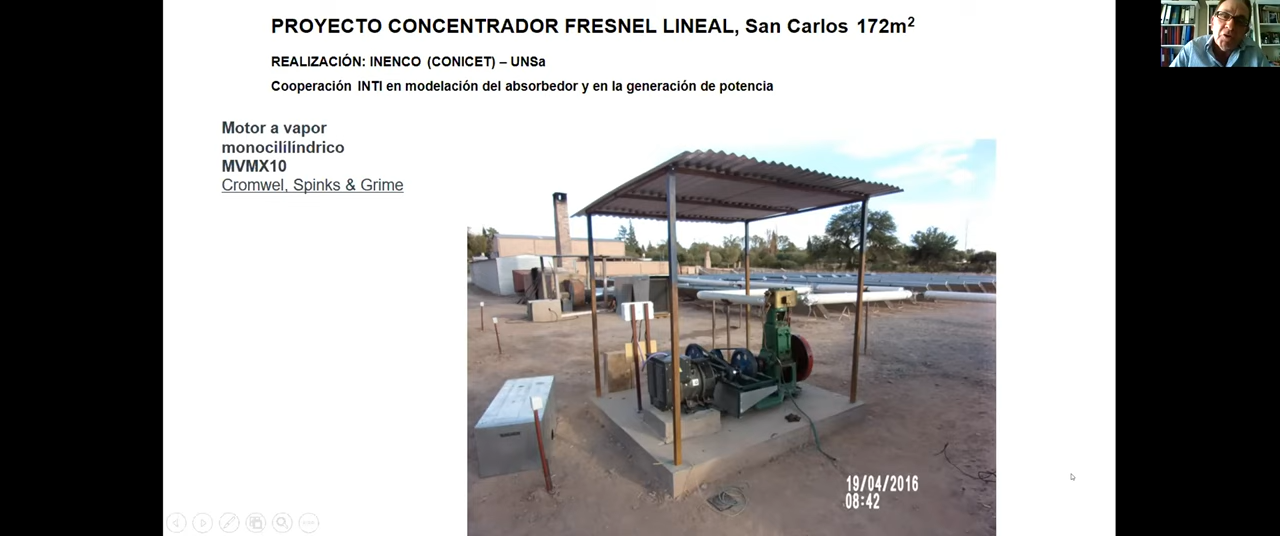 PROYECTO CONCENTRADOR FRESNEL LINEAL, San Carlos 172m²
REALIZACIÓN: INENCO (CONICET) – UNSa
Cooperación INTI en modelación del absorbedor y en la generación de potencia
Motor a vapor
monocililíndrico
MVMX10
Cromwel, Spinks & Grime
19/04/2016
08:42